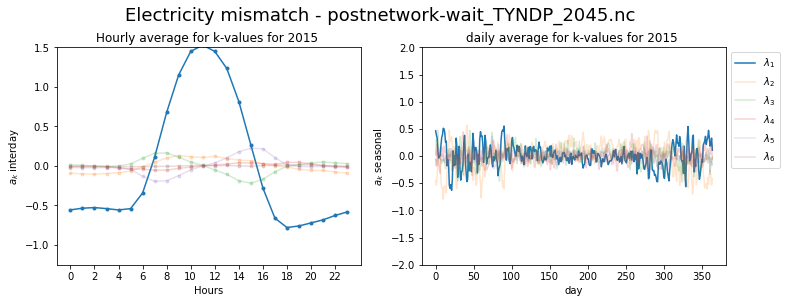 Electricity mismatch - postnetwork-wait_TYNDP_2045.nc
Hourly average for k-values for 2015
1.5
1.0
0.5
0.0
−0.5
−1.0
a_k interday
0 2 4 6 8 10 12 14 16 18 20 22
Hours
daily average for k-values for 2015
2.0
1.5
1.0
0.5
0.0
−0.5
−1.0
−1.5
−2.0
a_k seasonal
0 50 100 150 200 250 300 350
day
λ₁
λ₂
λ₃
λ₄
λ₅
λ₆